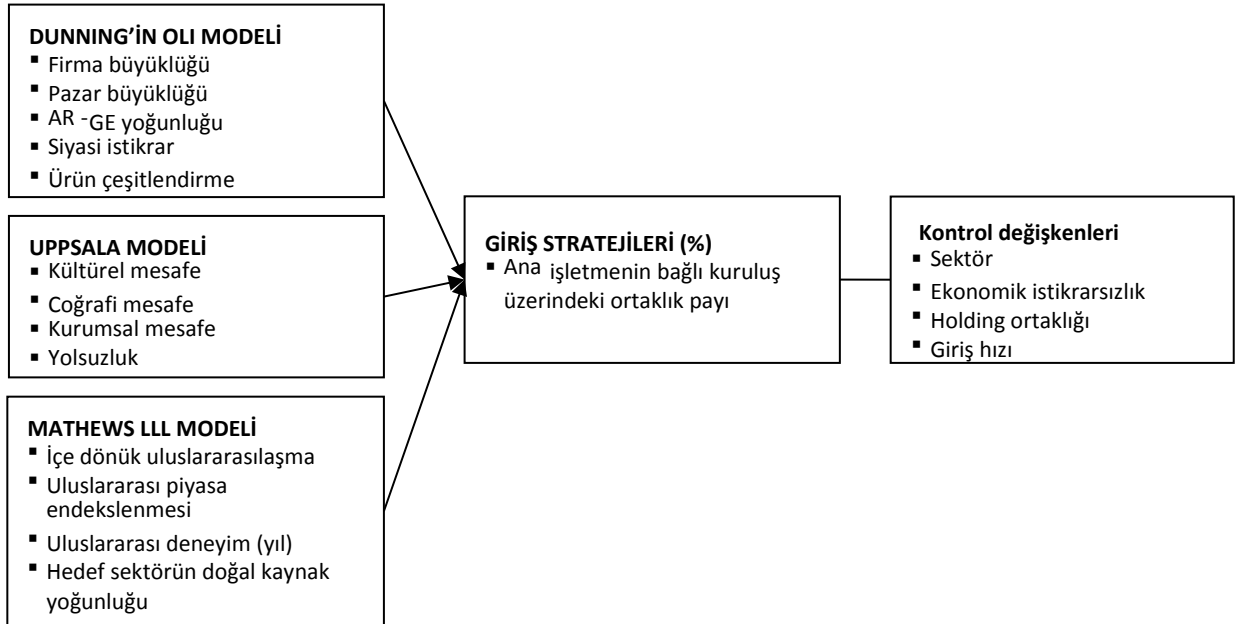 DUNNING’İN OLI MODELİ
▪ Firma büyüklüğü
▪ Pazar büyüklüğü
▪ AR -GE yoğunluğu
▪ Siyasi istikrar
▪ Ürün çeşitlendirme
UPPSALA MODELİ
▪ Kültürel mesafe
▪ Coğrafi mesafe
▪ Kurumsal mesafe
▪ Yolsuzluk
MATHEWS LLL MODELİ
▪ İçe dönük uluslararasılaşma
▪ Uluslararası piyasa
endekslenmesi
▪ Uluslararası deneyim (yıl)
▪ Hedef sektörün doğal kaynak
yoğunluğu
GİRİŞ STRATEJİLERİ (%)
▪ Ana işletmenin bağlı kuruluş
üzerindeki ortaklık payı
Kontrol değişkenleri
▪ Sektör
▪ Ekonomik istikrarsızlık
▪ Holding ortaklığı
▪ Giriş hızı